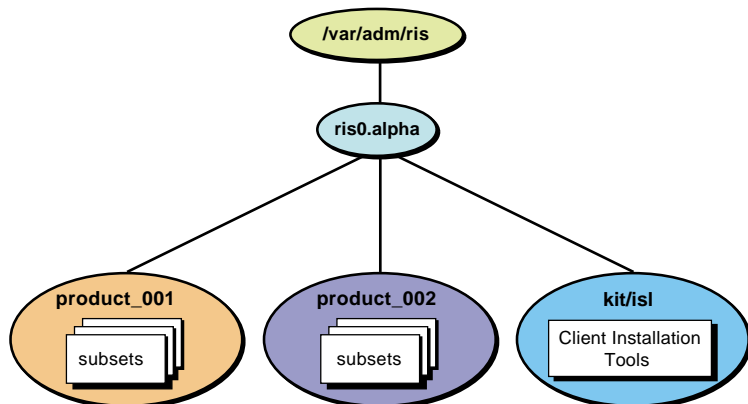 /var/adm/ris
ris0.alpha
product_001
subsets
product_002
subsets
kit/isl
Client Installation
Tools